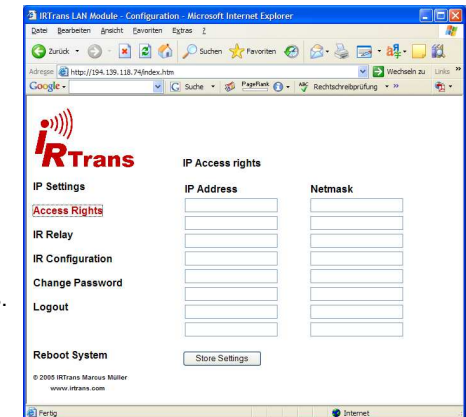 IRTrans LAN Module - Configuration - Microsoft Internet Explorer
Datei Bearbeiten Ansicht Favoriten Extras ?
Zurück Suchen Favoriten
Adresse http://194.139.118.74/index.htm Wechseln zu Links »
Google - Suche PageRank Rechtschreibprüfung »
iRTrans
IP Access rights
IP Settings
IP Address Netmask
Access Rights
IR Relay
IR Configuration
Change Password
Logout
Reboot System
Store Settings
© 2005 IRTrans Marcus Müller
www.irtrans.com
Fertig Internet